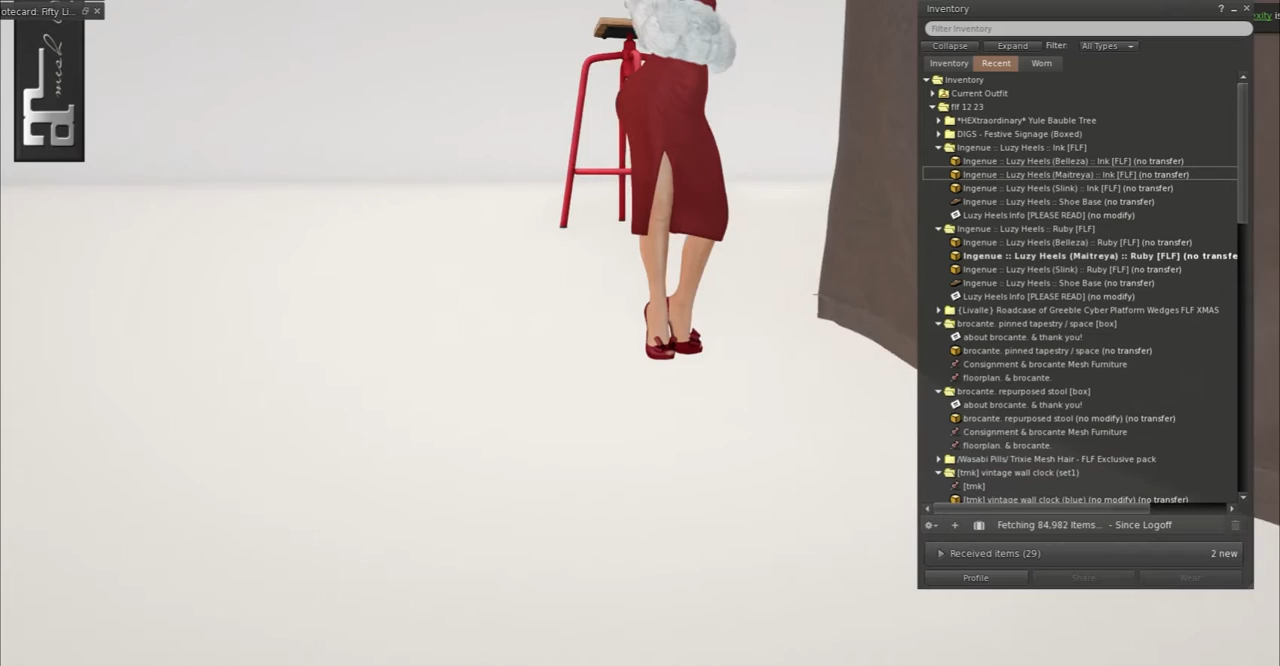 otecard: Fifty Li...
mesh
Inventory
xity is
Filter Inventory
Collapse Expand Filter: All Types
Inventory Recent Worn
Inventory
Current Outfit
flf 12 23
*HEXtraordinary* Yule Bauble Tree
DIGS - Festive Signage (Boxed)
Ingenue :: Luzy Heels :: Ink [FLF]
Ingenue :: Luzy Heels (Belleza) :: Ink [FLF] (no transfer)
Ingenue :: Luzy Heels (Maitreya) :: Ink [FLF] (no transfer)
Ingenue :: Luzy Heels (Slink) :: Ink [FLF] (no transfer)
Ingenue :: Luzy Heels :: Shoe Base (no transfer)
Luzy Heels Info [PLEASE READ] (no modify)
Ingenue :: Luzy Heels :: Ruby [FLF]
Ingenue :: Luzy Heels (Belleza) :: Ruby [FLF] (no transfer)
Ingenue :: Luzy Heels (Maitreya) :: Ruby [FLF] (no transfe
Ingenue :: Luzy Heels (Slink) :: Ruby [FLF] (no transfer)
Ingenue :: Luzy Heels :: Shoe Base (no transfer)
Luzy Heels Info [PLEASE READ] (no modify)
{Livalle} Roadcase of Greeble Cyber Platform Wedges FLF XMAS
brocante. pinned tapestry / space [box]
about brocante. & thank you!
brocante. pinned tapestry / space (no transfer)
Consignment & brocante Mesh Furniture
floorplan. & brocante.
brocante. repurposed stool [box]
about brocante. & thank you!
brocante. repurposed stool (no modify) (no transfer)
Consignment & brocante Mesh Furniture
floorplan. & brocante.
/Wasabi Pills/ Trixie Mesh Hair - FLF Exclusive pack
[tmk] vintage wall clock (set1)
[tmk]
[tmk] vintage wall clock (blue) (no modify) (no transfer)
Fetching 84,982 Items... - Since Logoff
Received items (29) 2 new
Profile Share Wear